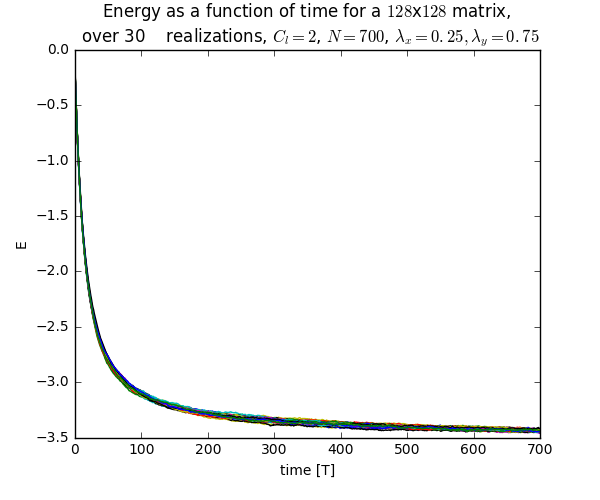 Energy as a function of time for a 128x128 matrix,
over 30    realizations, C_l = 2, N = 700, λ_x = 0.25, λ_y = 0.75
0.0
−0.5
−1.0
−1.5
−2.0
−2.5
−3.0
−3.5
E
0 100 200 300 400 500 600 700
time [T]